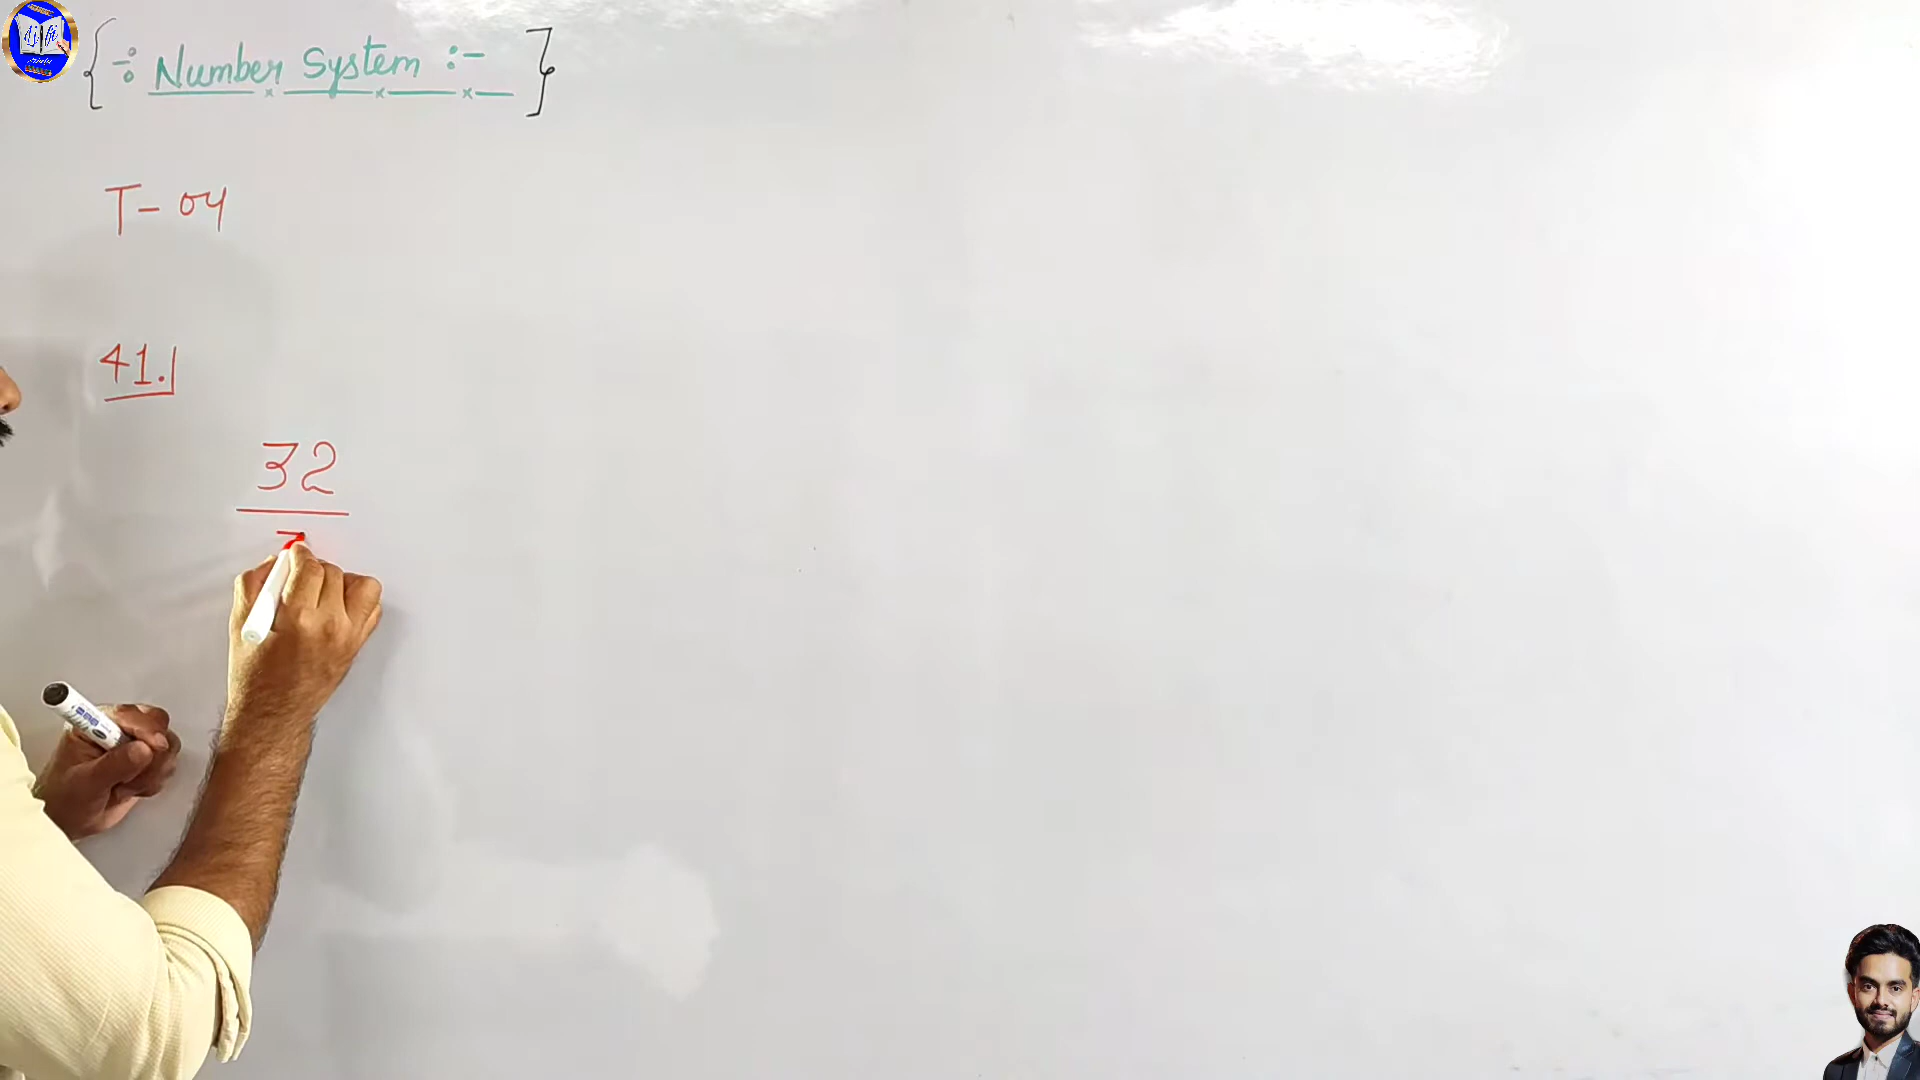 { ÷ Number System :- }
T- 04
41.
32